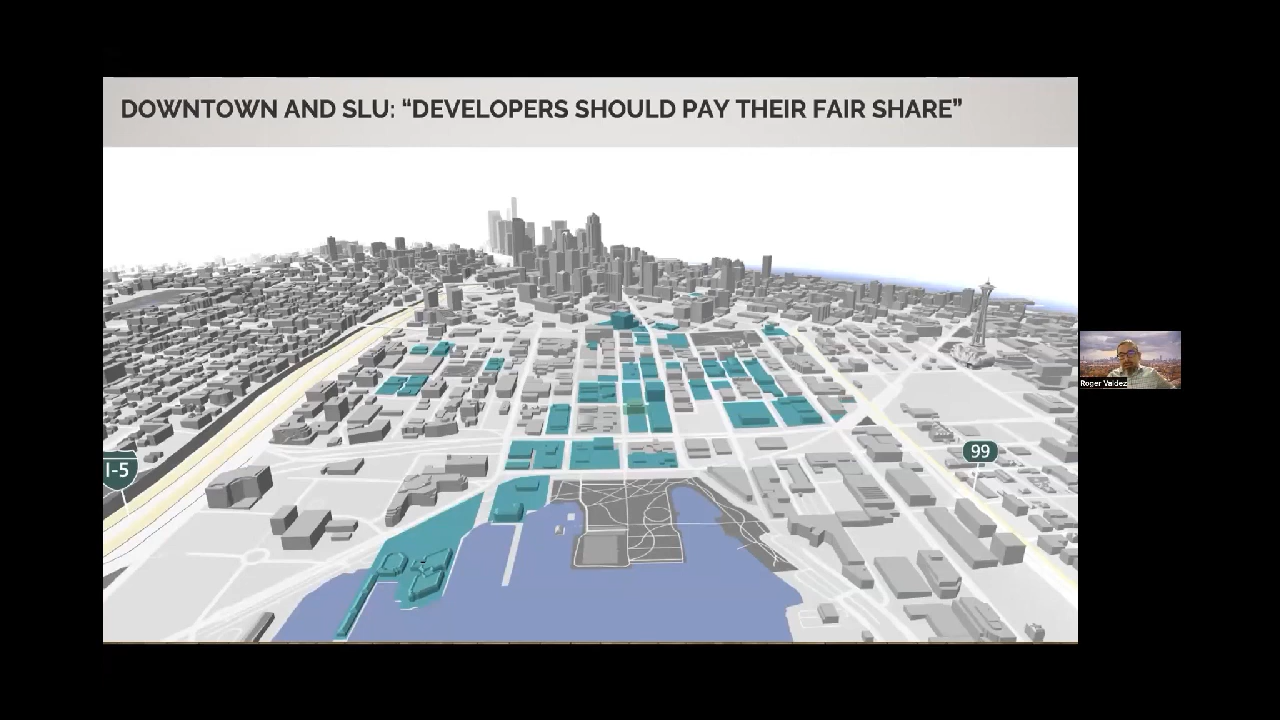 DOWNTOWN AND SLU: “DEVELOPERS SHOULD PAY THEIR FAIR SHARE”
I-5
99
Roger Valdez